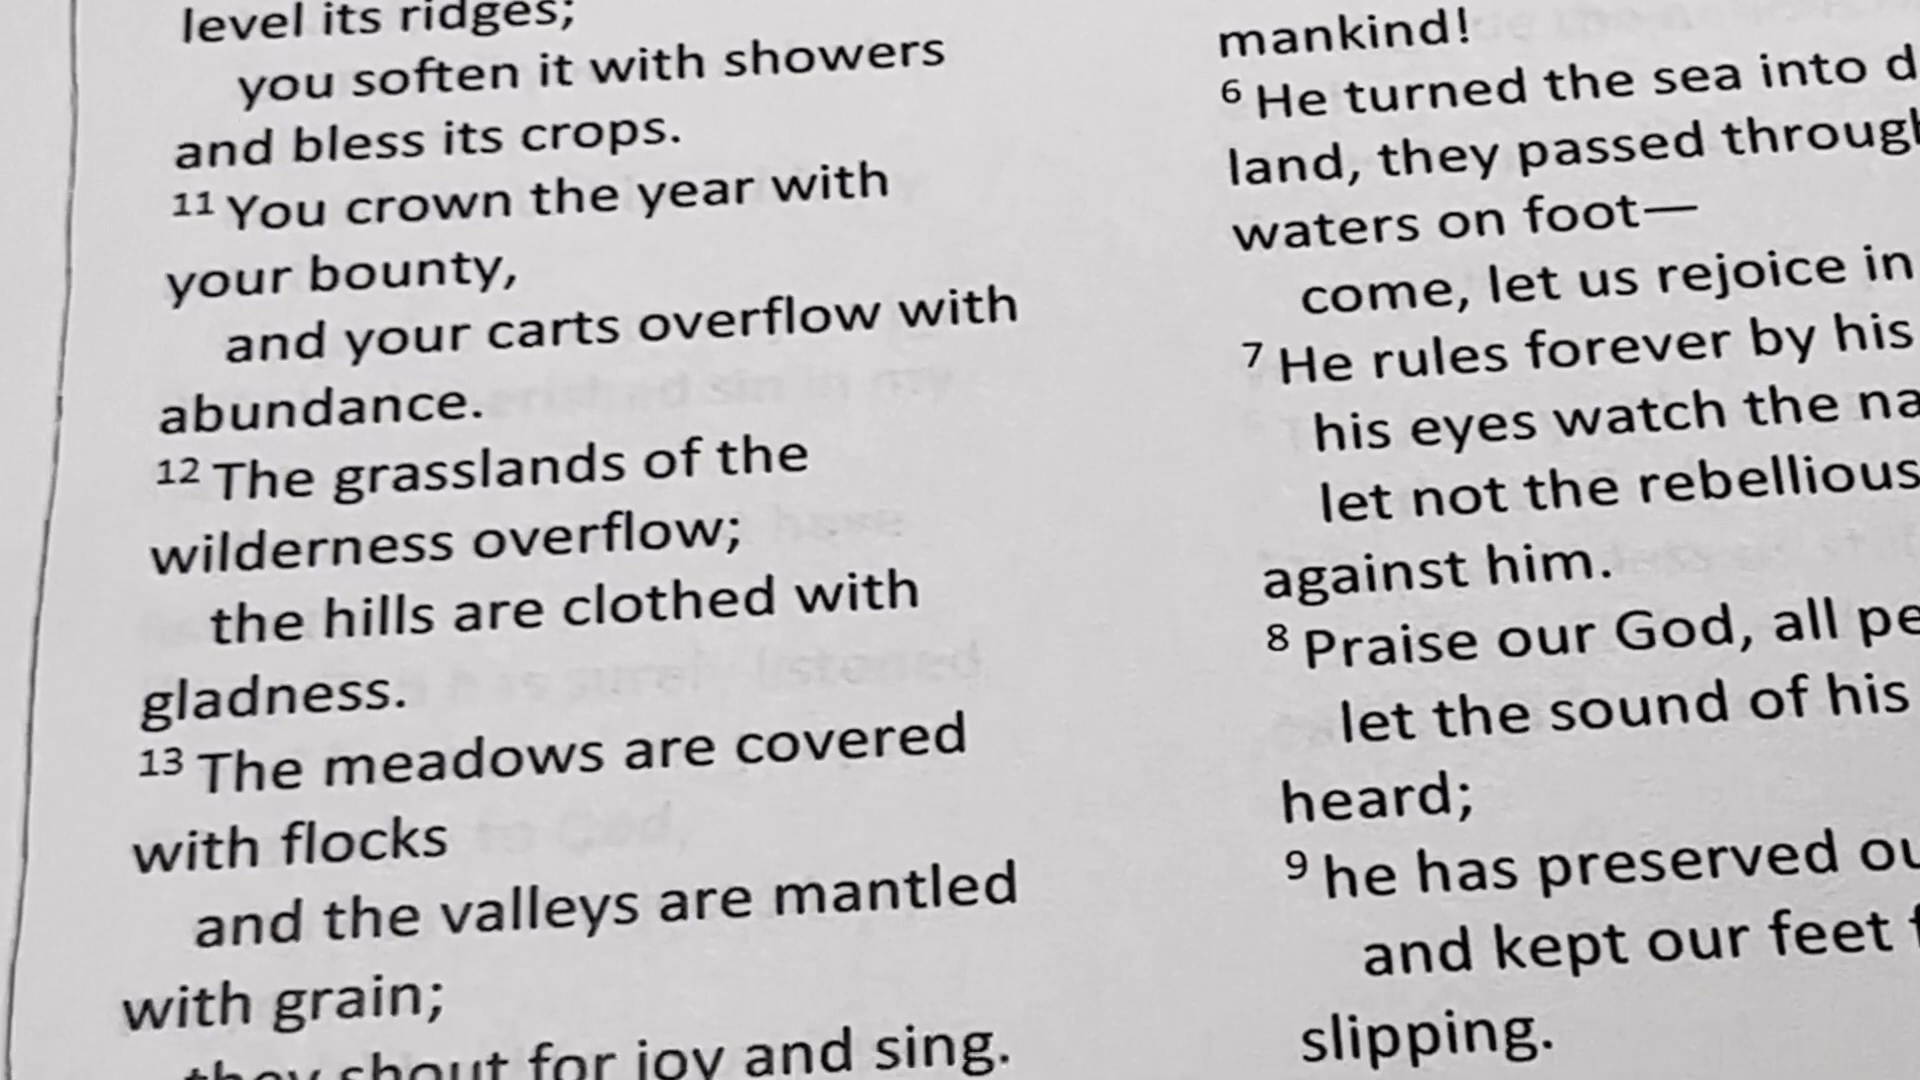 level its ridges;
you soften it with showers
and bless its crops.
11 You crown the year with
your bounty,
and your carts overflow with
abundance.
12 The grasslands of the
wilderness overflow;
the hills are clothed with
gladness.
13 The meadows are covered
with flocks
and the valleys are mantled
with grain;
they shout for joy and sing.
mankind!
6 He turned the sea into d
land, they passed through
waters on foot—
come, let us rejoice in
7 He rules forever by his
his eyes watch the na
let not the rebellious
against him.
8 Praise our God, all pe
let the sound of his
heard;
9 he has preserved ou
and kept our feet f
slipping.